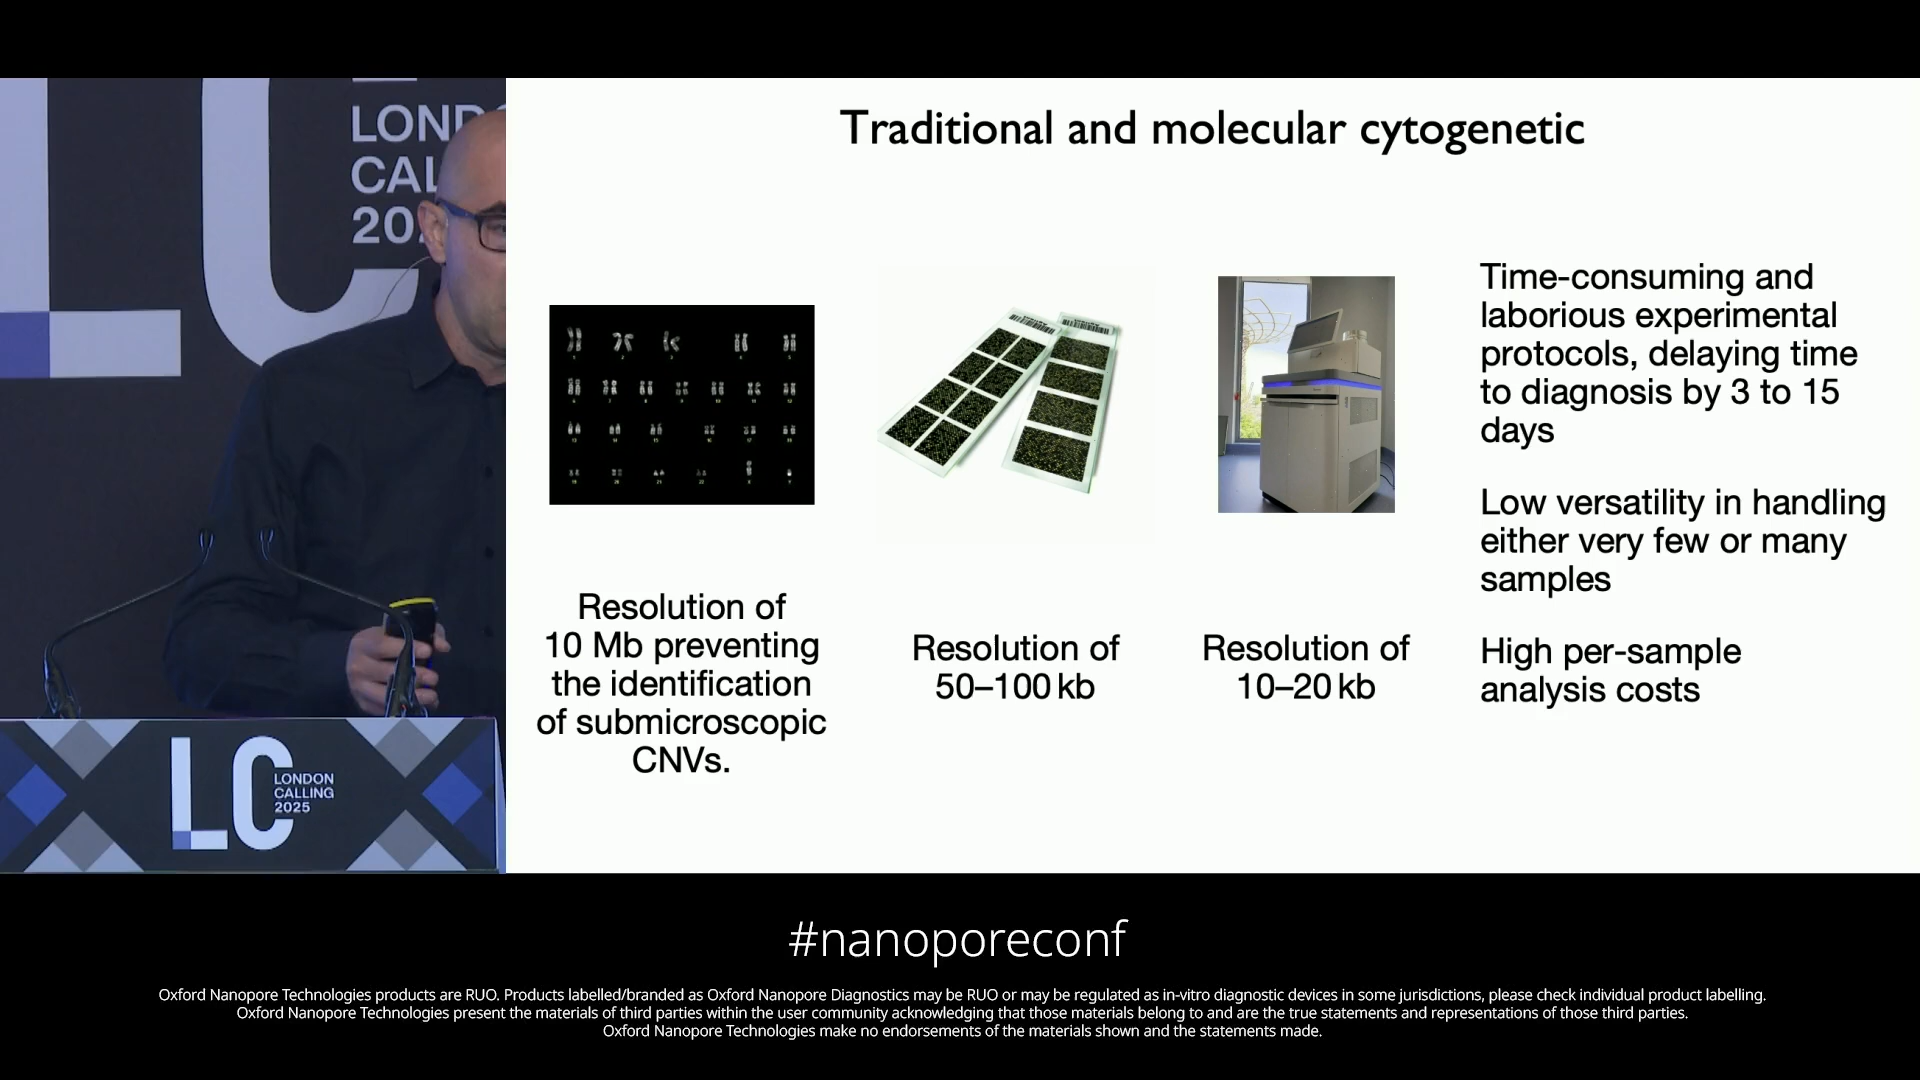 LOND
CAL
20
LC
LONDON
CALLING
2025
Traditional and molecular cytogenetic
Resolution of
10 Mb preventing
the identification
of submicroscopic
CNVs.
Resolution of
50–100 kb
Resolution of
10–20 kb
Time-consuming and
laborious experimental
protocols, delaying time
to diagnosis by 3 to 15
days
Low versatility in handling
either very few or many
samples
High per-sample
analysis costs
#nanoporeconf
Oxford Nanopore Technologies products are RUO. Products labelled/branded as Oxford Nanopore Diagnostics may be RUO or may be regulated as in-vitro diagnostic devices in some jurisdictions, please check individual product labelling.
Oxford Nanopore Technologies present the materials of third parties within the user community acknowledging that those materials belong to and are the true statements and representations of those third parties.
Oxford Nanopore Technologies make no endorsements of the materials shown and the statements made.